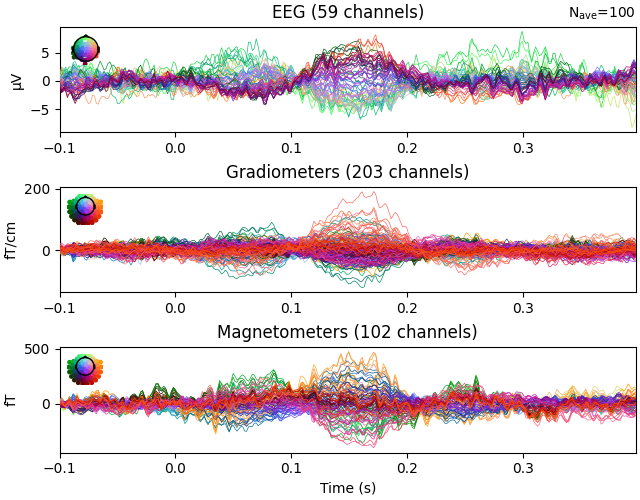 EEG (59 channels)
Nave=100
5
0
−5
µV
−0.1 0.0 0.1 0.2 0.3
Gradiometers (203 channels)
200
0
fT/cm
−0.1 0.0 0.1 0.2 0.3
Magnetometers (102 channels)
500
0
fT
−0.1 0.0 0.1 0.2 0.3
Time (s)